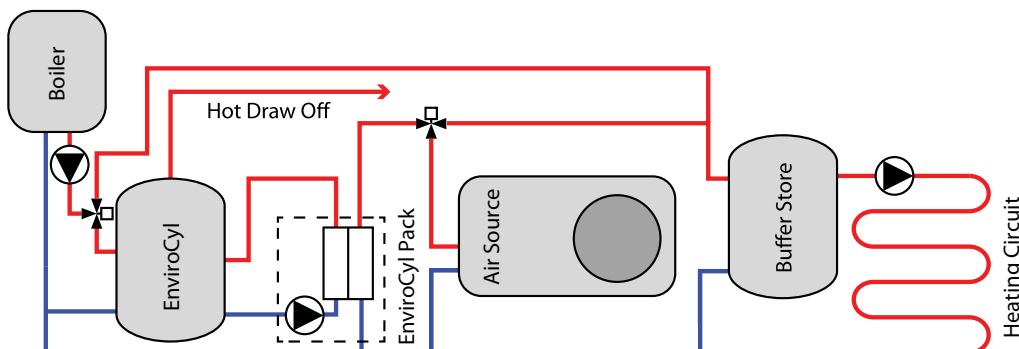 Boiler
Hot Draw Off
EnviroCyl
EnviroCyl Pack
Air Source
Buffer Store
Heating Circuit